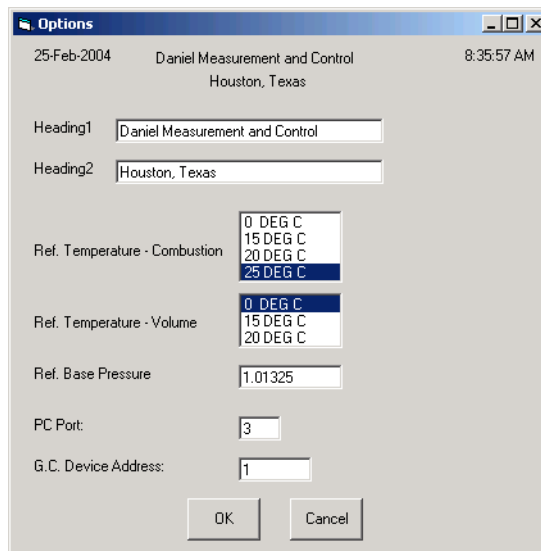 Options
25-Feb-2004 Daniel Measurement and Control 8:35:57 AM
Houston, Texas
Heading1 Daniel Measurement and Control
Heading2 Houston, Texas
Ref. Temperature - Combustion
0 DEG C
15 DEG C
20 DEG C
25 DEG C
Ref. Temperature - Volume
0 DEG C
15 DEG C
20 DEG C
Ref. Base Pressure 1.01325
PC Port: 3
G.C. Device Address: 1
OK Cancel